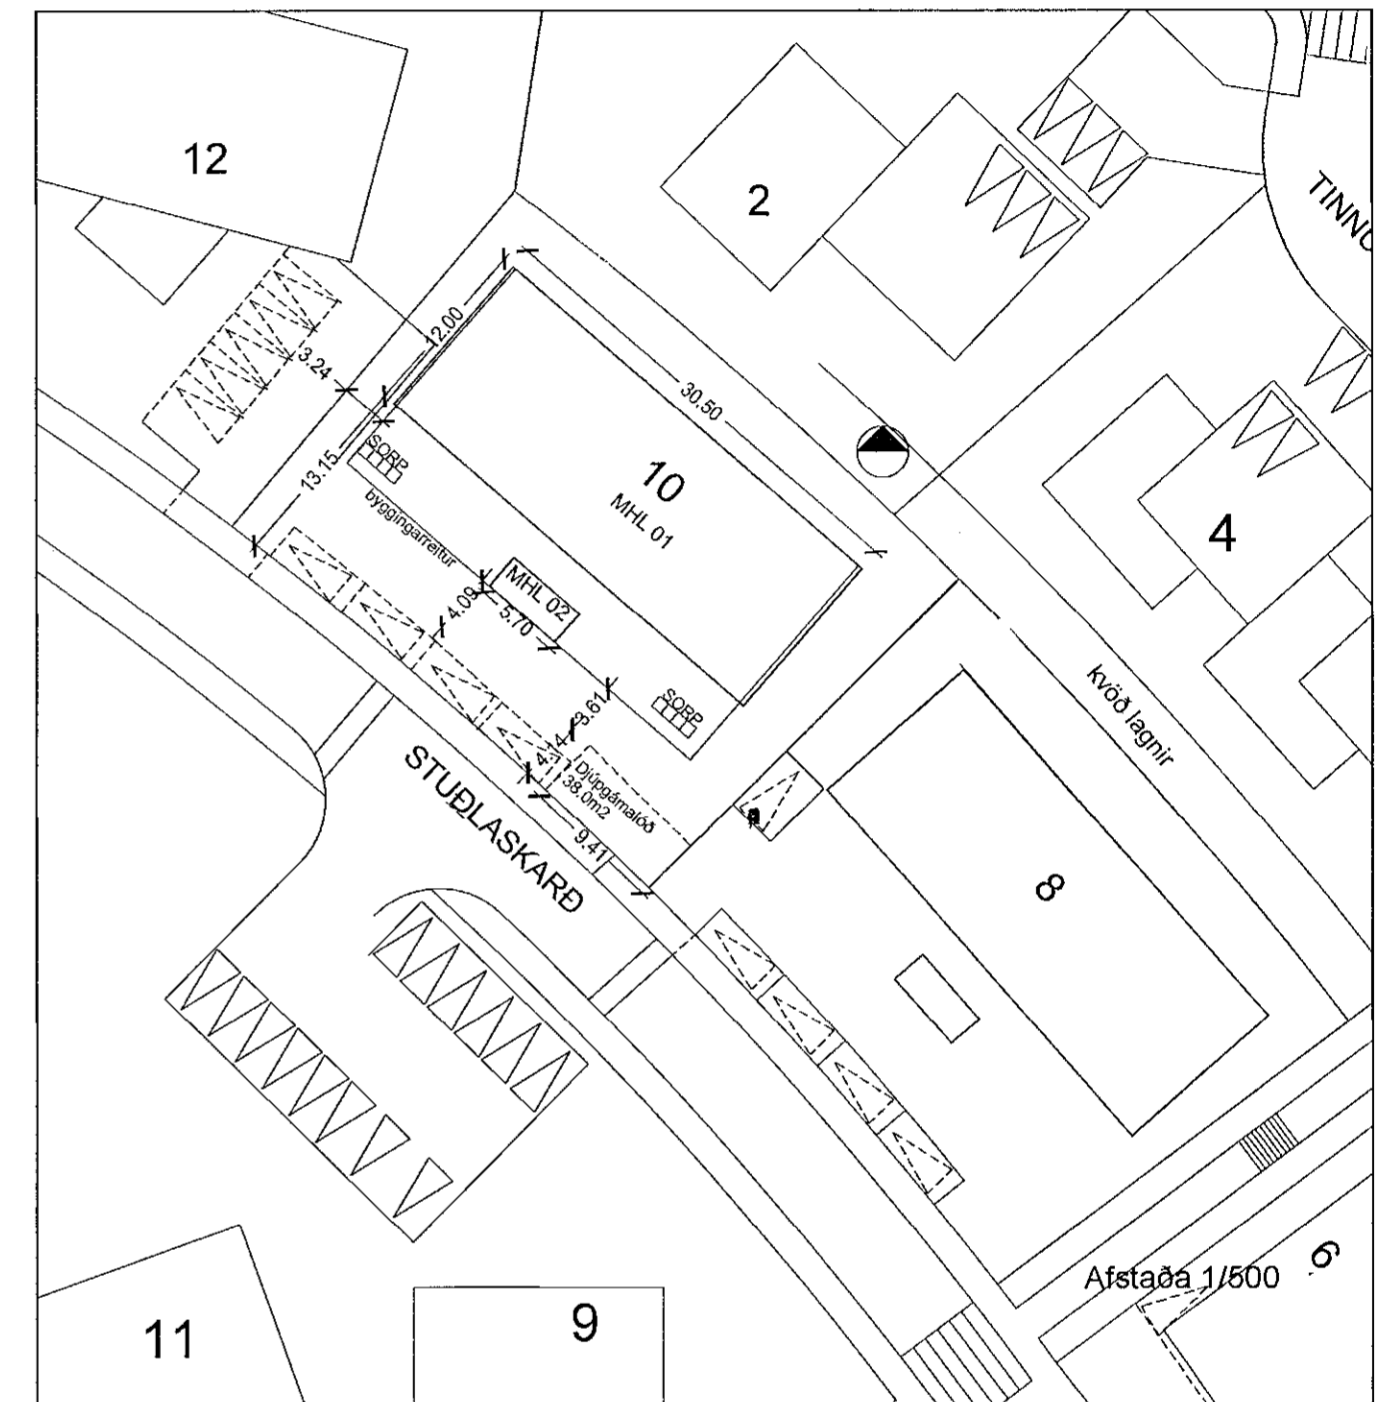 12
2
TINNU
12.00
3.24
30.50
13.15
SORP
byggingarreitur
10
MHL 01
4
MHL 02
4.09
5.70
3.61
SORP
kvöð lagnir
4.14
Djúpgámalóð
38.0m2
STUÐLASKARÐ
9.41
8
6
Afstaða 1/500
11
9